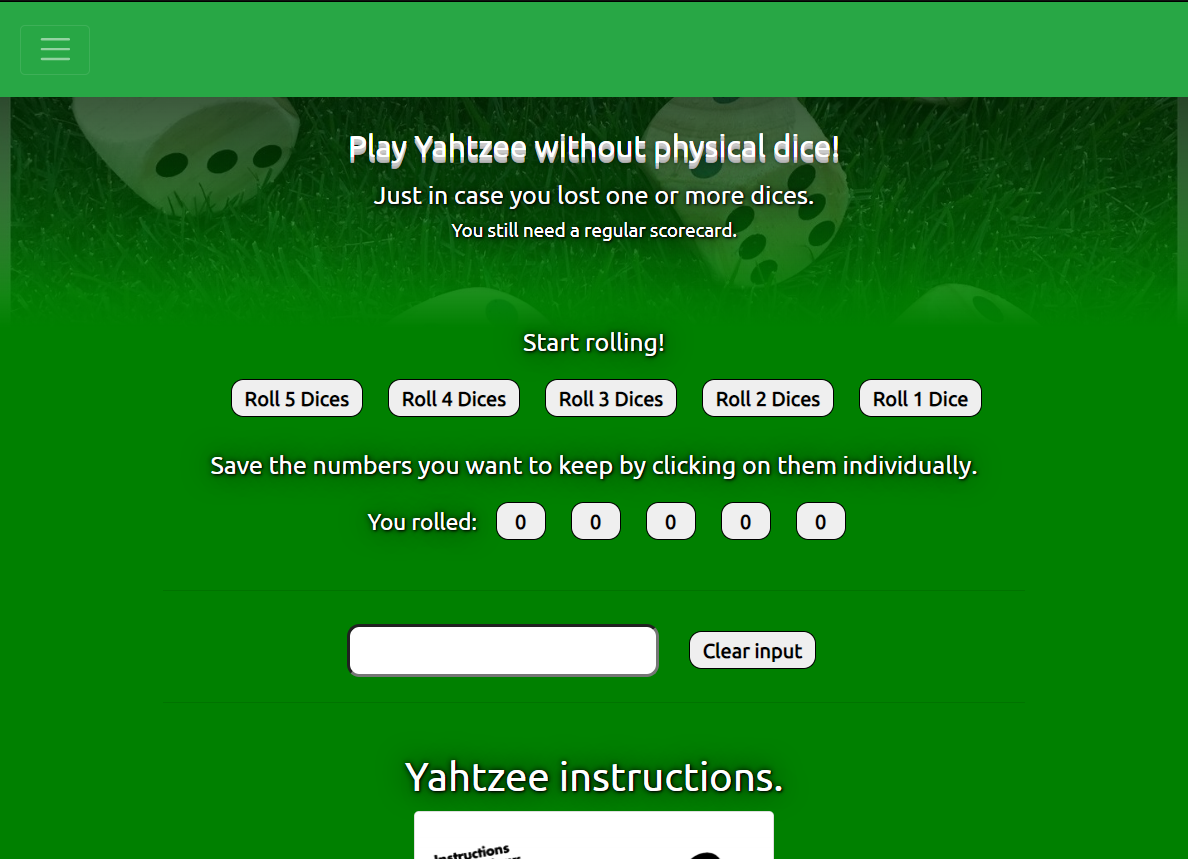 Play Yahtzee without physical dice!
Just in case you lost one or more dices.
You still need a regular scorecard.
Start rolling!
Roll 5 Dices Roll 4 Dices Roll 3 Dices Roll 2 Dices Roll 1 Dice
Save the numbers you want to keep by clicking on them individually.
You rolled: 0 0 0 0 0
Clear input
Yahtzee instructions.
Instructions